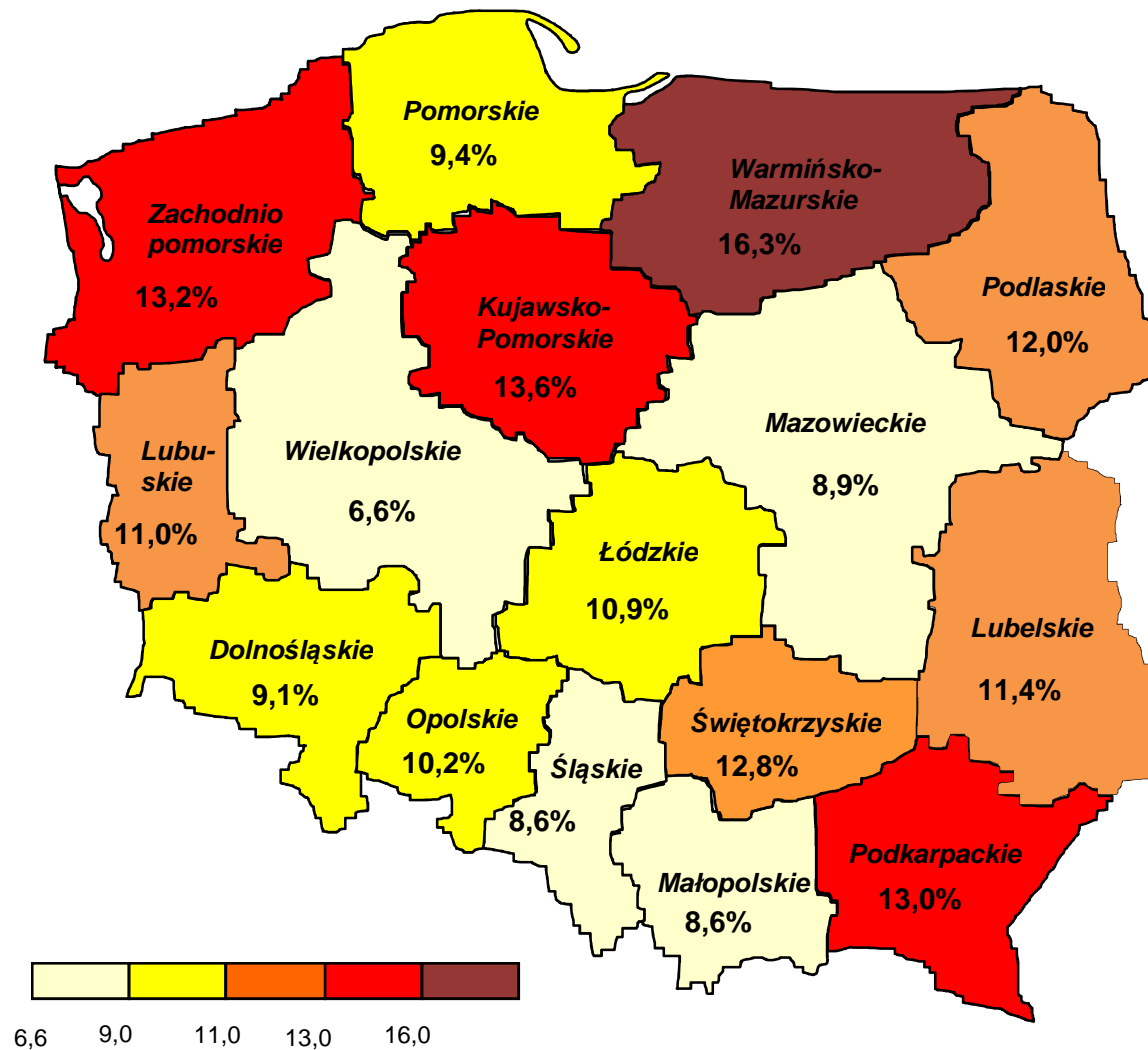 Pomorskie
9,4%
Warmińsko-
Mazurskie
16,3%
Zachodnio
pomorskie
13,2%
Kujawsko-
Pomorskie
13,6%
Podlaskie
12,0%
Lubu-
skie
11,0%
Wielkopolskie
6,6%
Mazowieckie
8,9%
Łódzkie
10,9%
Lubelskie
11,4%
Dolnośląskie
9,1%
Opolskie
10,2%
Śląskie
8,6%
Świętokrzyskie
12,8%
Małopolskie
8,6%
Podkarpackie
13,0%
6,6 9,0 11,0 13,0 16,0